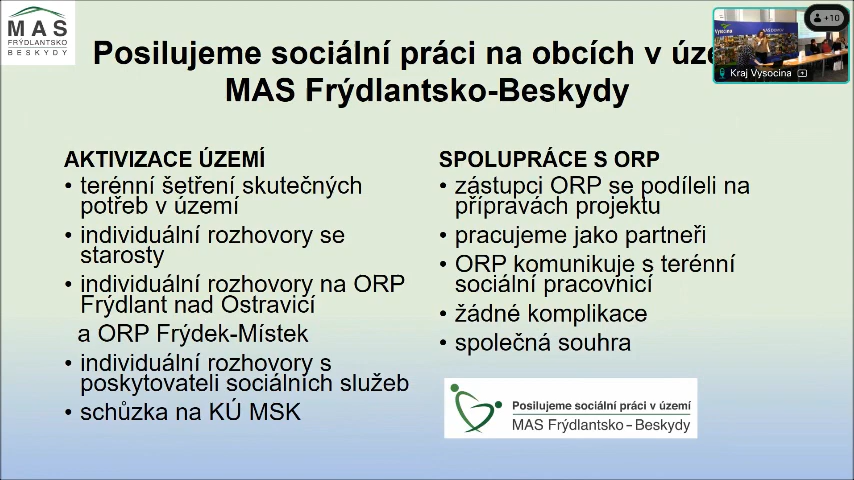 MAS
FRÝDLANTSKO
BESKYDY
Posilujeme sociální práci na obcích v
MAS Frýdlantsko-Beskydy
+10
Kraj Vysocina
AKTIVIZACE ÚZEMÍ
• terénní šetření skutečných
potřeb v území
• individuální rozhovory se
starosty
• individuální rozhovory na ORP
Frýdlant nad Ostravicí
a ORP Frýdek-Místek
• individuální rozhovory s
poskytovateli sociálních služeb
• schůzka na KÚ MSK
SPOLUPRÁCE S ORP
• zástupci ORP se podíleli na
přípravách projektu
• pracujeme jako partneři
• ORP komunikuje s terénní
sociální pracovnicí
• žádné komplikace
• společná souhra
Posilujeme sociální práci v území
MAS Frýdlantsko – Beskydy